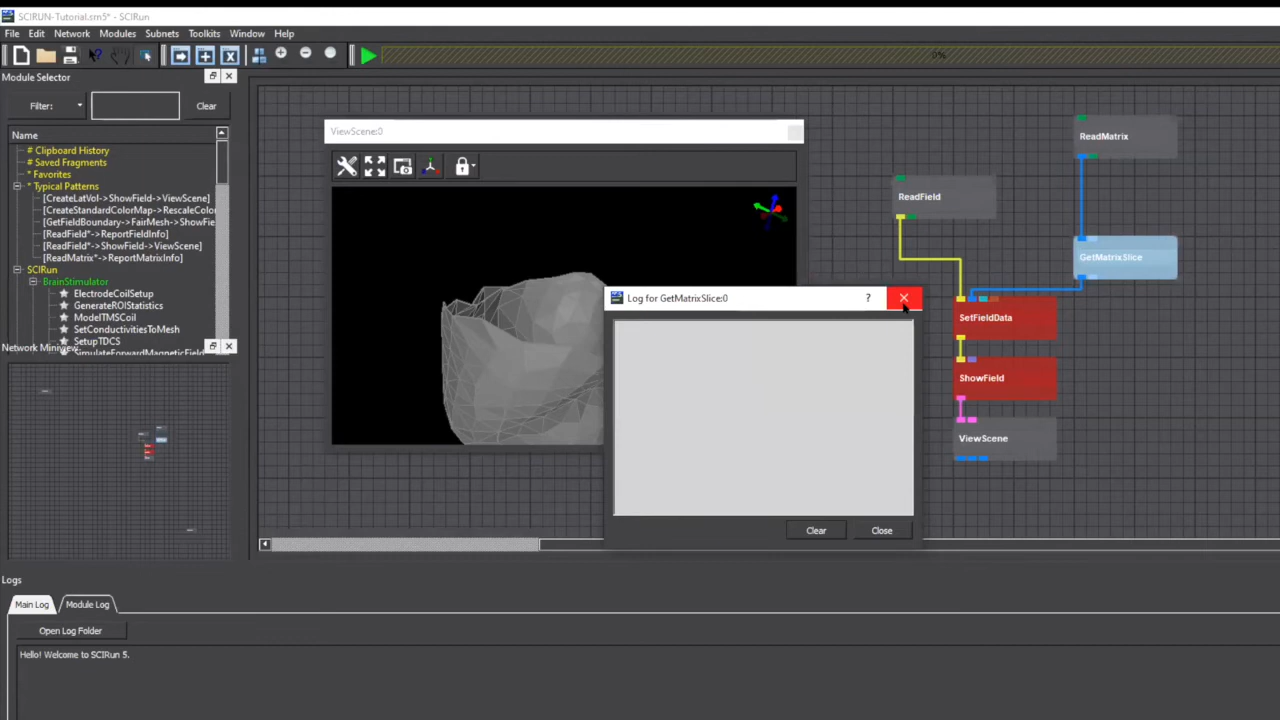 SCIRUN-Tutorial.srn5* - SCIRun
File Edit Network Modules Subnets Toolkits Window Help
0%
Module Selector
Filter: Clear
Name
# Clipboard History
# Saved Fragments
* Favorites
* Typical Patterns
[CreateLatVol->ShowField->ViewScene]
[CreateStandardColorMap->RescaleColor
[GetFieldBoundary->FairMesh->ShowFie
[ReadField*->ReportFieldInfo]
[ReadField*->ShowField->ViewScene]
[ReadMatrix*->ReportMatrixInfo]
SCIRun
BrainStimulator
ElectrodeCoilSetup
GenerateROIStatistics
ModelTMSCoil
SetConductivitiesToMesh
SetupTDCS
SimulateForwardMagneticField
Network Miniview
ViewScene:0
Log for GetMatrixSlice:0
?
Clear Close
ReadMatrix
ReadField
GetMatrixSlice
SetFieldData
ShowField
ViewScene
Logs
Main Log Module Log
Open Log Folder
Hello! Welcome to SCIRun 5.